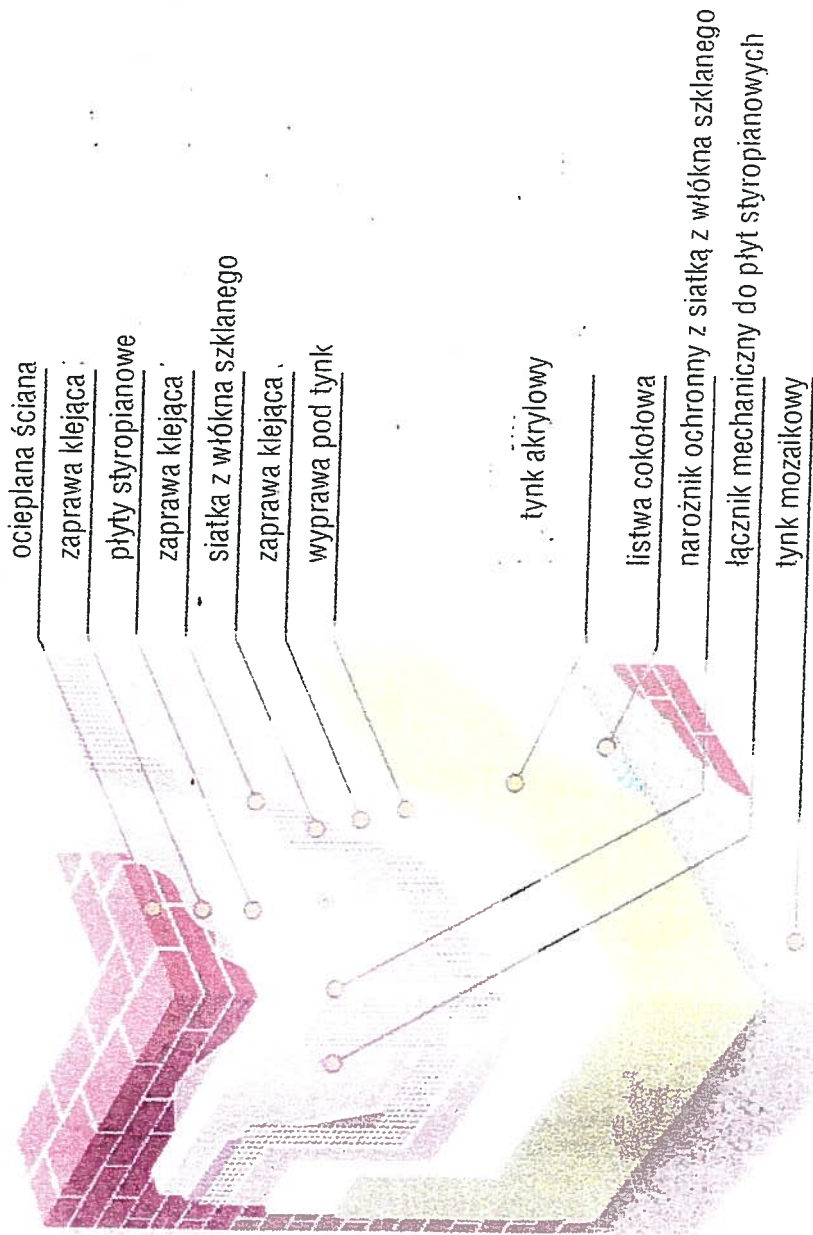 ocieplana ściana
zaprawa klejąca
płyty styropianowe
zaprawa klejąca
siatka z włókna szklanego
zaprawa klejąca
wyprawa pod tynk
tynk akrylowy
listwa cokołowa
narożnik ochronny z siatką z włókna szklanego
łącznik mechaniczny do płyt styropianowych
tynk mozaikowy